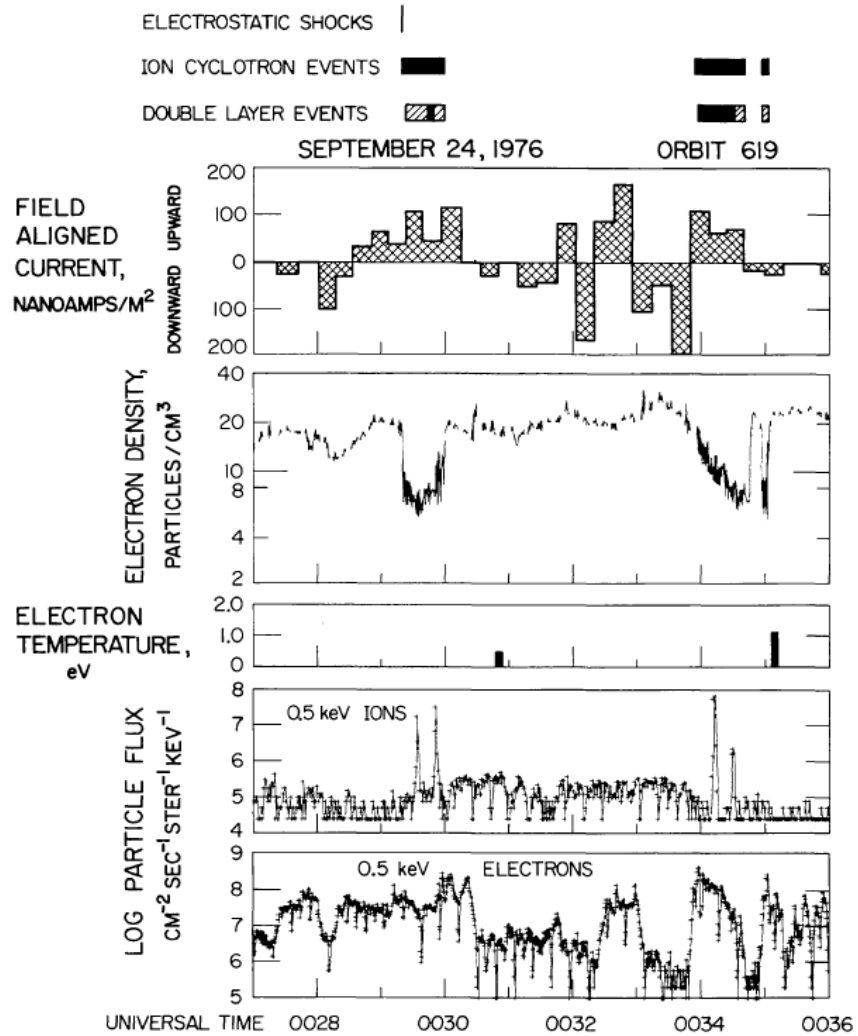 ELECTROSTATIC SHOCKS
ION CYCLOTRON EVENTS
DOUBLE LAYER EVENTS
SEPTEMBER 24, 1976 ORBIT 619
FIELD ALIGNED CURRENT, NANOAMPS/M²
DOWNWARD UPWARD
200
100
0
100
200
ELECTRON DENSITY, PARTICLES/CM³
40
20
10
8
4
2
ELECTRON TEMPERATURE, eV
2.0
1.0
0
LOG PARTICLE FLUX CM⁻² SEC⁻¹ STER⁻¹ KEV⁻¹
8
7
6
5
4
0.5 keV IONS
9
8
7
6
5
0.5 keV ELECTRONS
UNIVERSAL TIME 0028 0030 0032 0034 0036